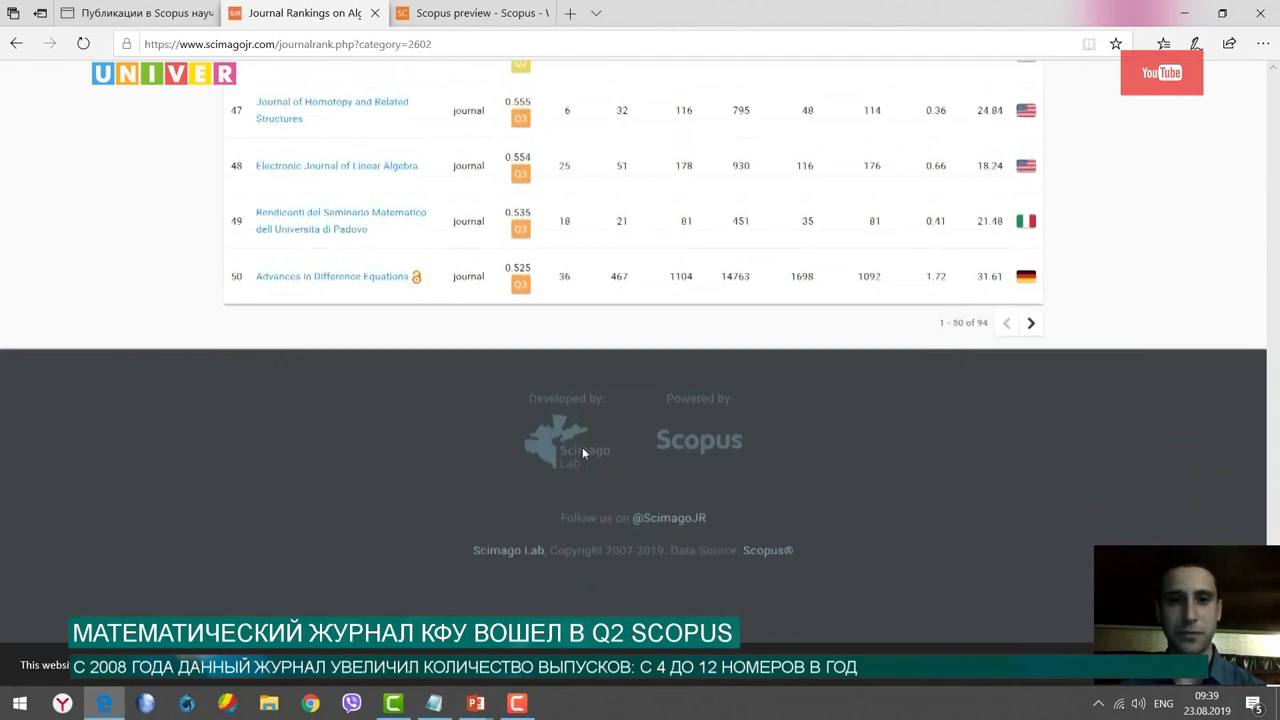 Публикации в Scopus науч
Journal Rankings on Alg
Scopus preview - Scopus - \
https://www.scimagojr.com/journalrank.php?category=2602
UNIVER
YouTube
Q2
47 Journal of Homotopy and Related Structures journal 0.555 Q3 6 32 116 795 48 114 0.36 24.84
48 Electronic Journal of Linear Algebra journal 0.554 Q3 25 51 178 930 116 176 0.66 18.24
49 Rendiconti del Seminario Matematico dell Universita di Padovo journal 0.535 Q3 18 21 81 451 35 81 0.41 21.48
50 Advances in Difference Equations journal 0.525 Q3 36 467 1104 14763 1698 1092 1.72 31.61
1 - 50 of 94
Developed by: Powered by:
Scimago Lab
Scopus
Follow us on @ScimagoJR
Scimago Lab, Copyright 2007-2019. Data Source: Scopus®
МАТЕМАТИЧЕСКИЙ ЖУРНАЛ КФУ ВОШЕЛ В Q2 SCOPUS
This websi
С 2008 ГОДА ДАННЫЙ ЖУРНАЛ УВЕЛИЧИЛ КОЛИЧЕСТВО ВЫПУСКОВ: С 4 ДО 12 НОМЕРОВ В ГОД
ENG
09:39
23.08.2019
5